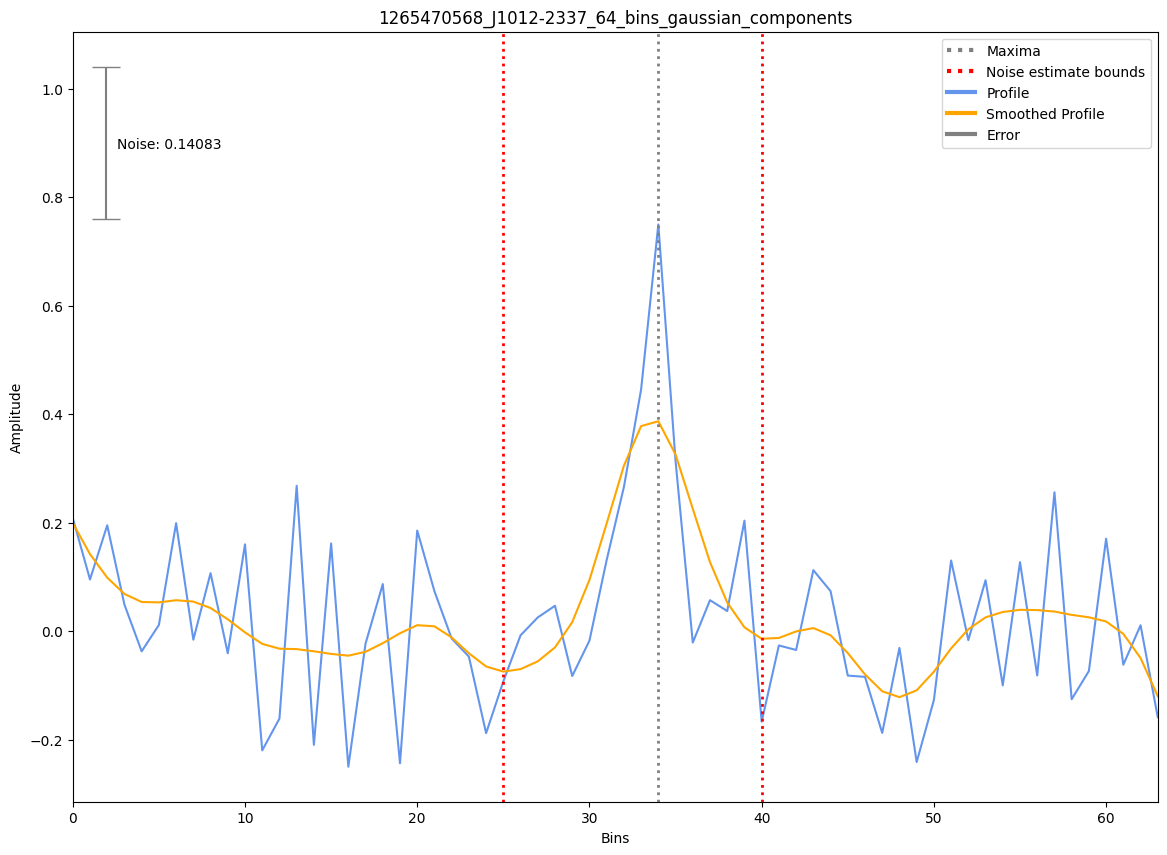 1265470568_J1012-2337_64_bins_gaussian_components
Maxima
Noise estimate bounds
Profile
Smoothed Profile
Error
Noise: 0.14083
Amplitude
1.0
0.8
0.6
0.4
0.2
0.0
−0.2
0
10
20
30
40
50
60
Bins